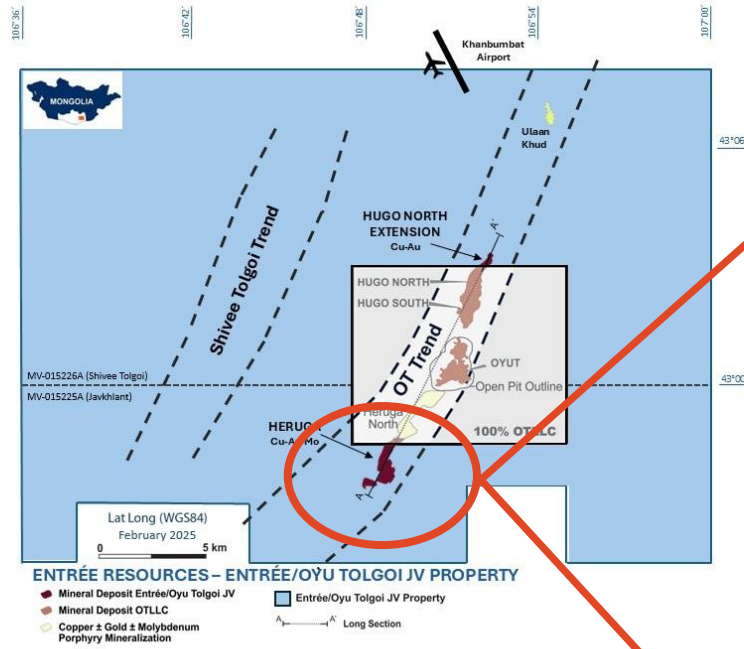 106°36'
106°42'
106°48'
106°54'
107°00'
Khanbumbat
Airport
MONGOLIA
Ulaan
Khud
43°06
HUGO NORTH
EXTENSION
Cu-Au
A'
Shivee Tolgoi Trend
HUGO NORTH
HUGO SOUTH
OT Trend
OYUT
Open Pit Outline
MV-015226A (Shivee Tolgoi)
43°00
MV-015225A (Javkhlant)
Heruga
North
HERUGA
Cu-Au-Mo
100% OTLLC
A
Lat Long (WGS84)
February 2025
0 5 km
ENTRÉE RESOURCES – ENTRÉE/OYU TOLGOI JV PROPERTY
Mineral Deposit Entrée/Oyu Tolgoi JV
Entrée/Oyu Tolgoi JV Property
Mineral Deposit OTLLC
A A' Long Section
Copper ± Gold ± Molybdenum
Porphyry Mineralization